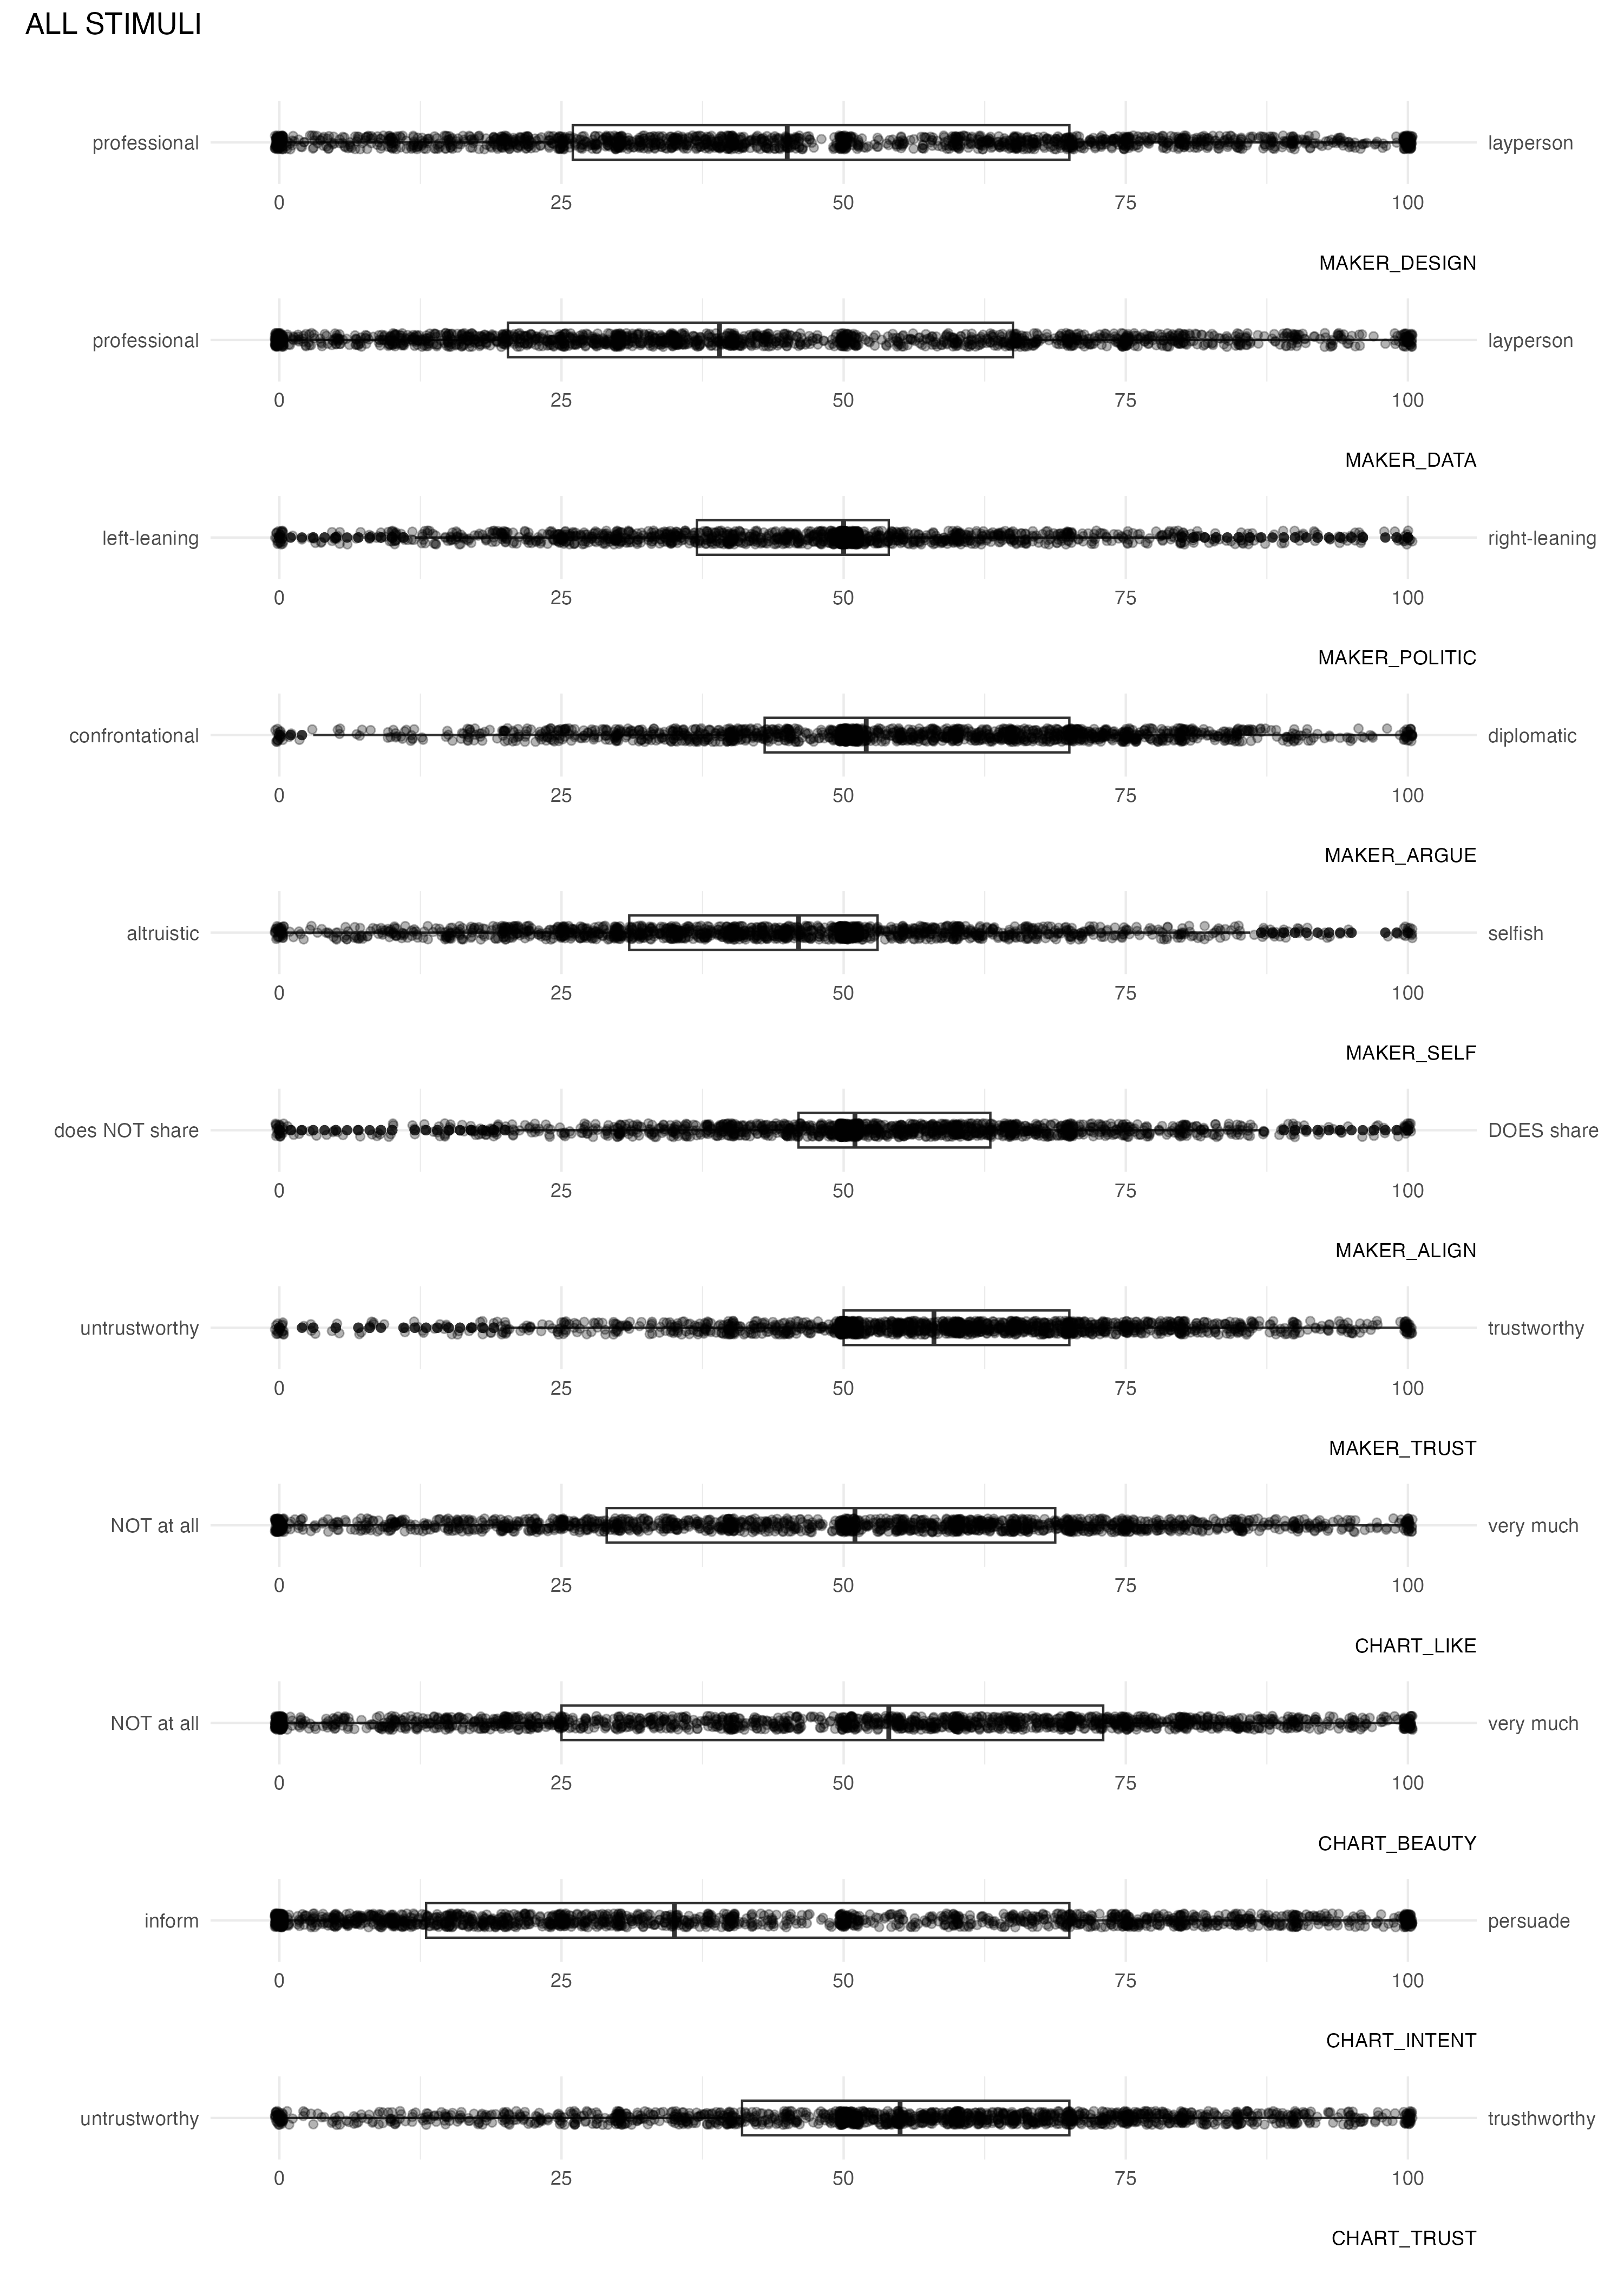 ALL STIMULI
professional layperson
0 25 50 75 100
MAKER_DESIGN
professional layperson
0 25 50 75 100
MAKER_DATA
left-leaning right-leaning
0 25 50 75 100
MAKER_POLITIC
confrontational diplomatic
0 25 50 75 100
MAKER_ARGUE
altruistic selfish
0 25 50 75 100
MAKER_SELF
does NOT share DOES share
0 25 50 75 100
MAKER_ALIGN
untrustworthy trustworthy
0 25 50 75 100
MAKER_TRUST
NOT at all very much
0 25 50 75 100
CHART_LIKE
NOT at all very much
0 25 50 75 100
CHART_BEAUTY
inform persuade
0 25 50 75 100
CHART_INTENT
untrustworthy trusthworthy
0 25 50 75 100
CHART_TRUST